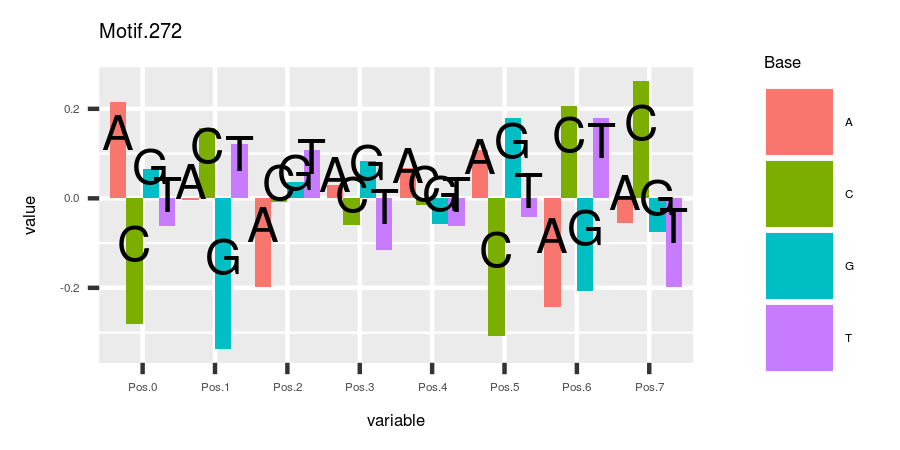 Motif.272
Base
A
C
G
T
value
0.2
0.0
-0.2
A C G T A C G T A C G T A C G T A C G T A C G T A C G T A C G T
Pos.0 Pos.1 Pos.2 Pos.3 Pos.4 Pos.5 Pos.6 Pos.7
variable